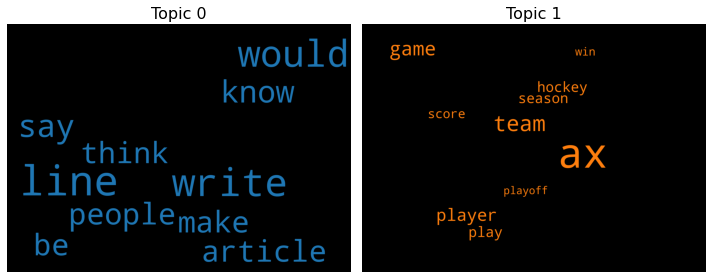 Topic 0
would
know
say
think
line write
people
make
be
article
Topic 1
game
win
hockey
season
score
team
ax
playoff
player
play